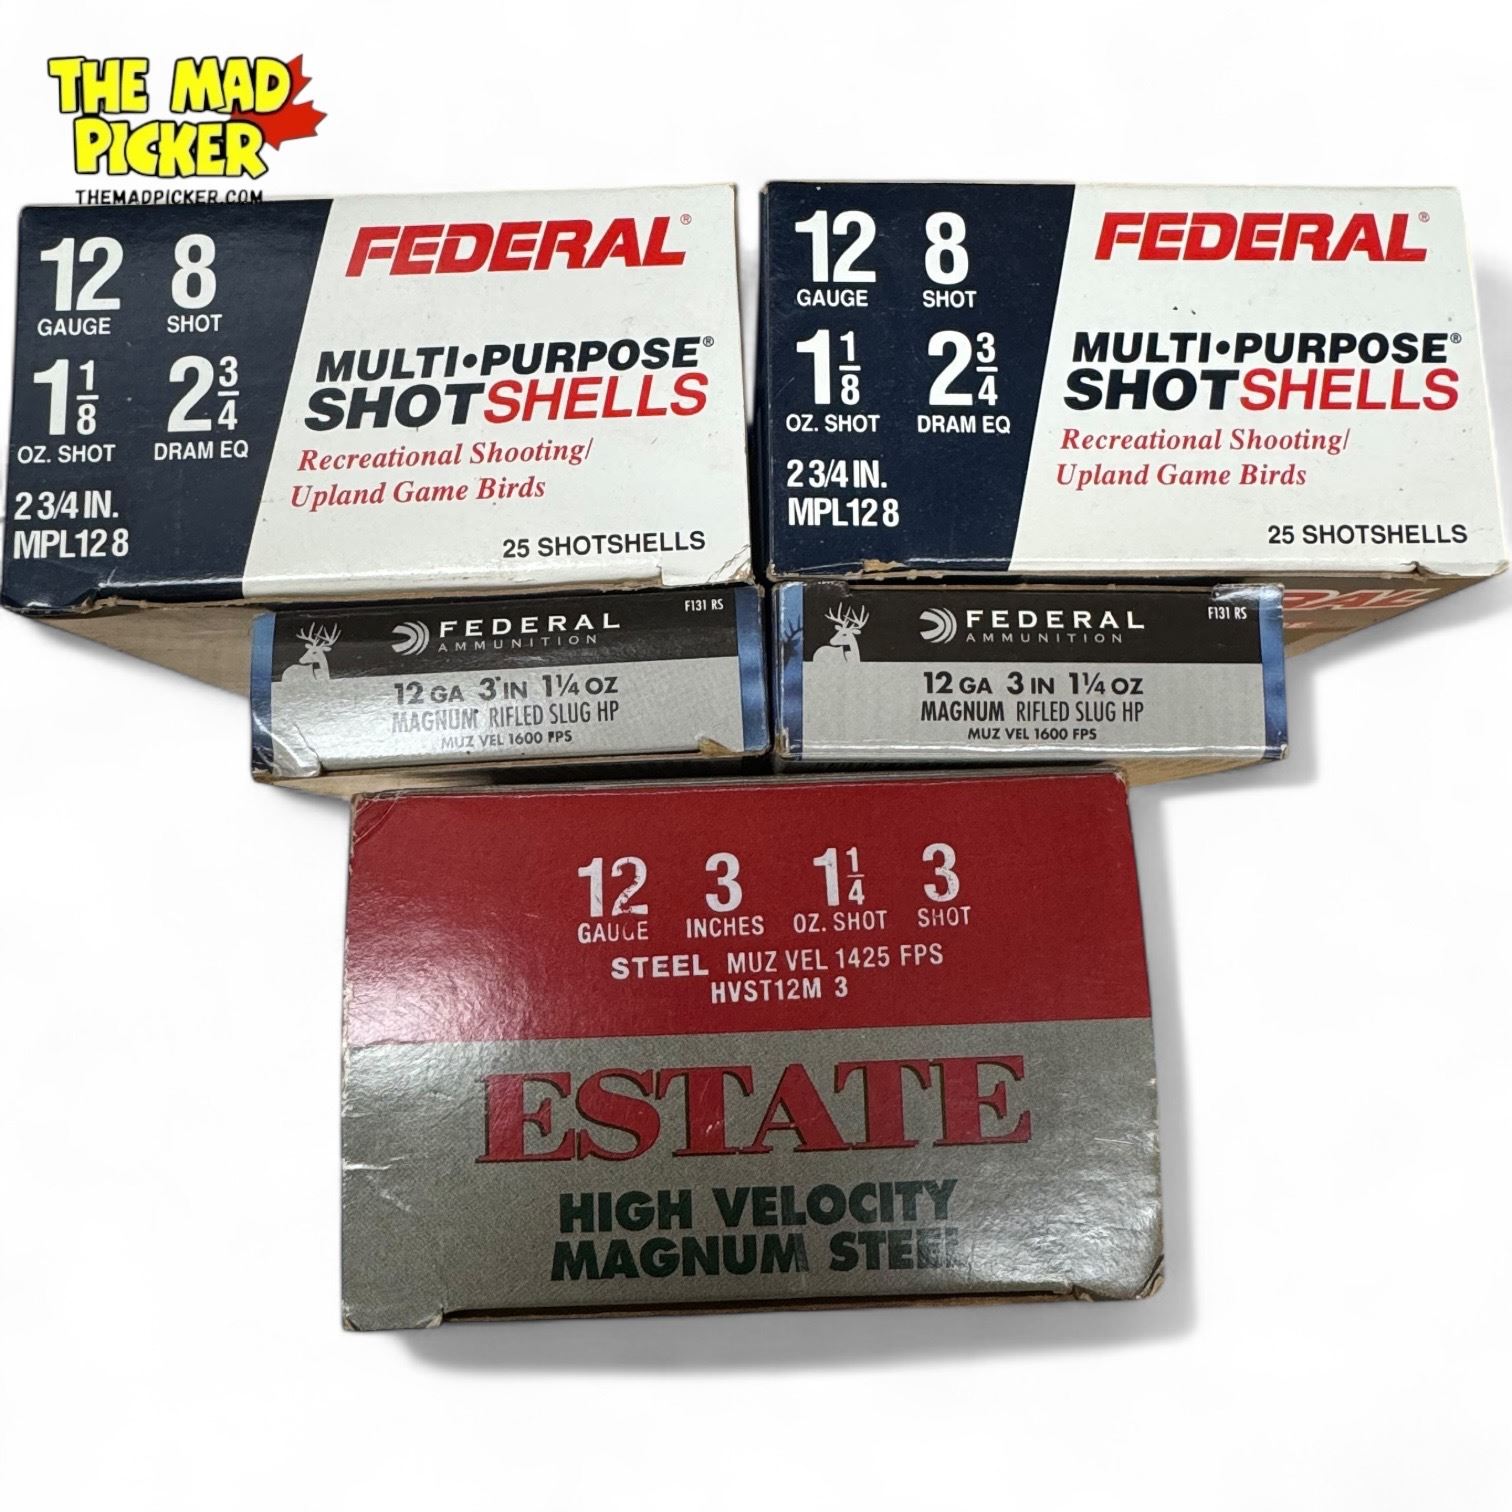 THE MAD
PICKER
THEMADPICKER.COM
12 8
GAUGE SHOT
1 1/8 2 3/4
OZ. SHOT DRAM EQ
2 3/4 IN.
MPL12 8
FEDERAL®
MULTI•PURPOSE®
SHOTSHELLS
Recreational Shooting/
Upland Game Birds
25 SHOTSHELLS
12 8
GAUGE SHOT
1 1/8 2 3/4
OZ. SHOT DRAM EQ
2 3/4 IN.
MPL12 8
FEDERAL®
MULTI•PURPOSE®
SHOTSHELLS
Recreational Shooting/
Upland Game Birds
25 SHOTSHELLS
F131 RS
FEDERAL
AMMUNITION
12 GA 3 IN 1¼ OZ
MAGNUM RIFLED SLUG HP
MUZ VEL 1600 FPS
F131 RS
FEDERAL
AMMUNITION
12 GA 3 IN 1¼ OZ
MAGNUM RIFLED SLUG HP
MUZ VEL 1600 FPS
12 3 1 1/4 3
GAUGE INCHES OZ. SHOT SHOT
STEEL MUZ VEL 1425 FPS
HVST12M 3
ESTATE
HIGH VELOCITY
MAGNUM STEEL